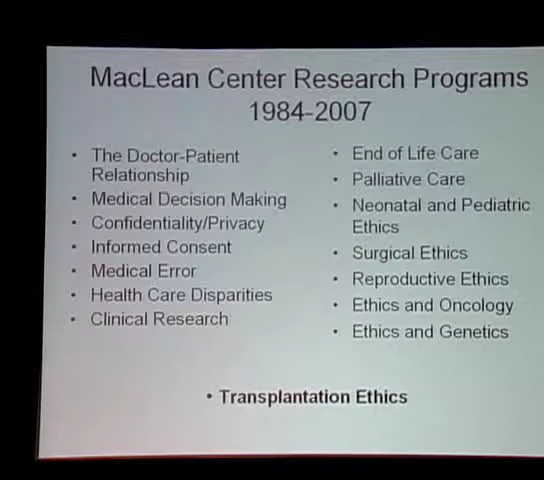 MacLean Center Research Programs
1984-2007
• The Doctor-Patient
Relationship
• Medical Decision Making
• Confidentiality/Privacy
• Informed Consent
• Medical Error
• Health Care Disparities
• Clinical Research
• End of Life Care
• Palliative Care
• Neonatal and Pediatric
Ethics
• Surgical Ethics
• Reproductive Ethics
• Ethics and Oncology
• Ethics and Genetics
• Transplantation Ethics